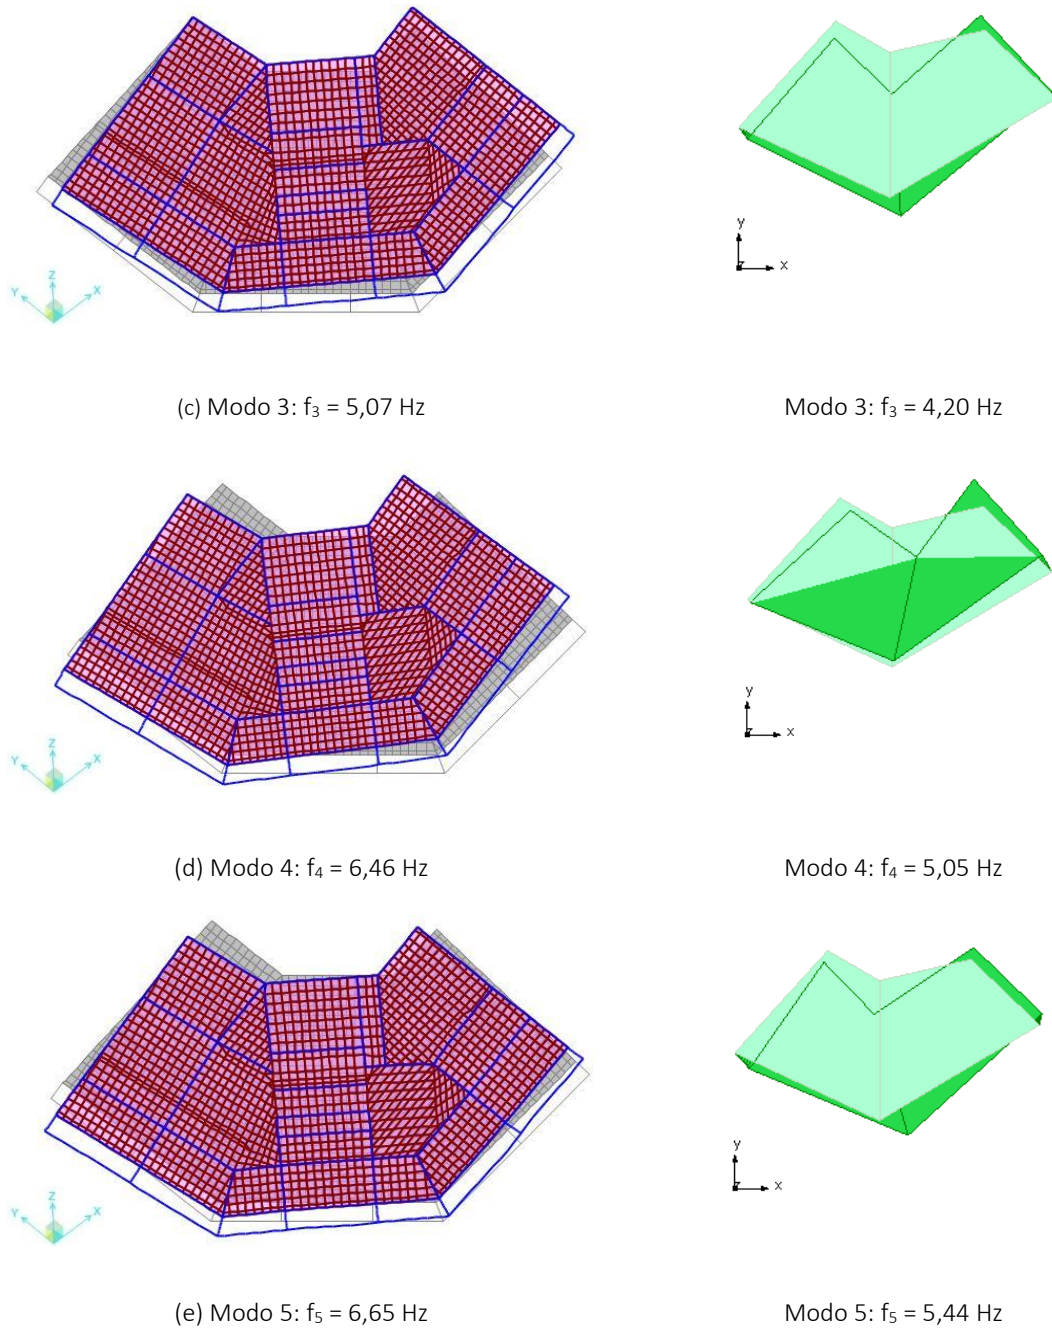 Z
Y
X
y
z
x
(c) Modo 3: f₃ = 5,07 Hz
Modo 3: f₃ = 4,20 Hz
Z
Y
X
y
z
x
(d) Modo 4: f₄ = 6,46 Hz
Modo 4: f₄ = 5,05 Hz
Z
Y
X
y
z
x
(e) Modo 5: f₅ = 6,65 Hz
Modo 5: f₅ = 5,44 Hz